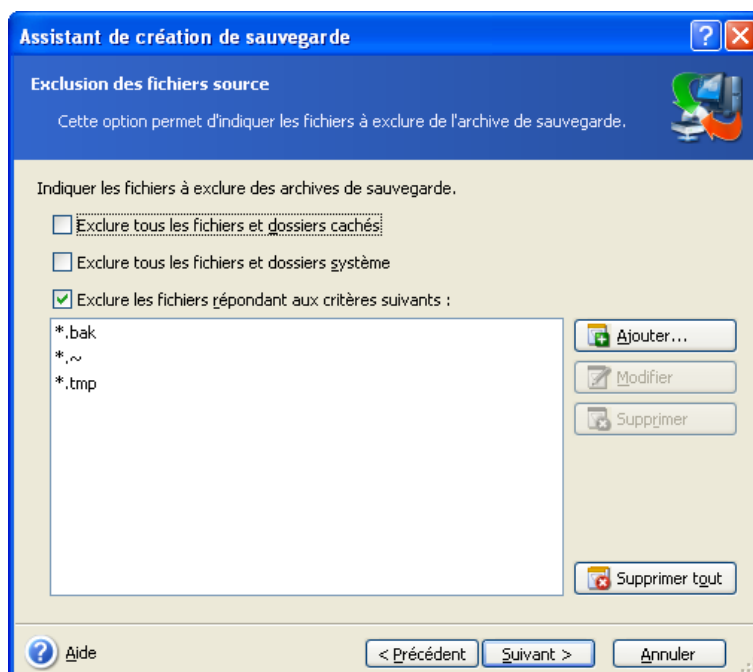 Assistant de création de sauvegarde
Exclusion des fichiers source
Cette option permet d'indiquer les fichiers à exclure de l'archive de sauvegarde.
Indiquer les fichiers à exclure des archives de sauvegarde.
Exclure tous les fichiers et dossiers cachés
Exclure tous les fichiers et dossiers système
Exclure les fichiers répondant aux critères suivants :
*.bak
*.~
*.tmp
Ajouter...
Modifier
Supprimer
Supprimer tout
Aide
< Précédent
Suivant >
Annuler